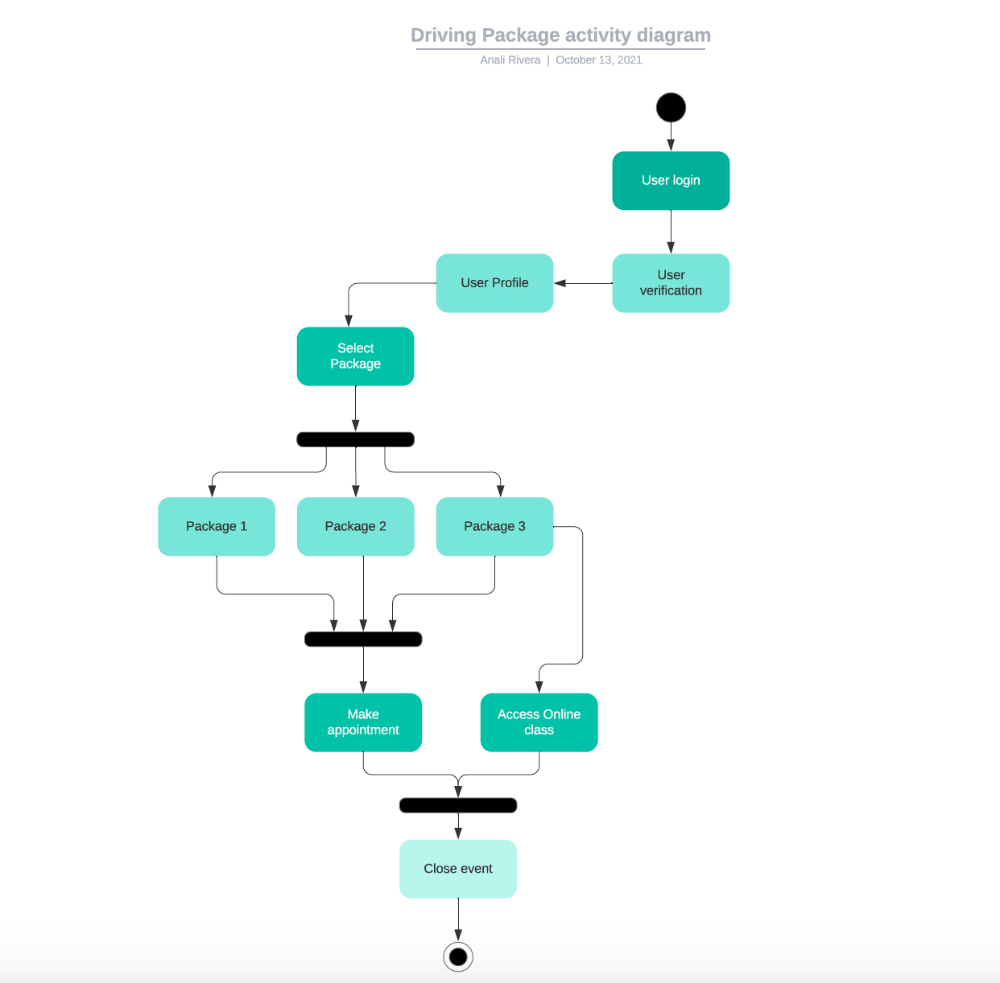 Driving Package activity diagram
Anali Rivera | October 13, 2021
User login
User Profile
User
verification
Select
Package
Package 1
Package 2
Package 3
Make
appointment
Access Online
class
Close event